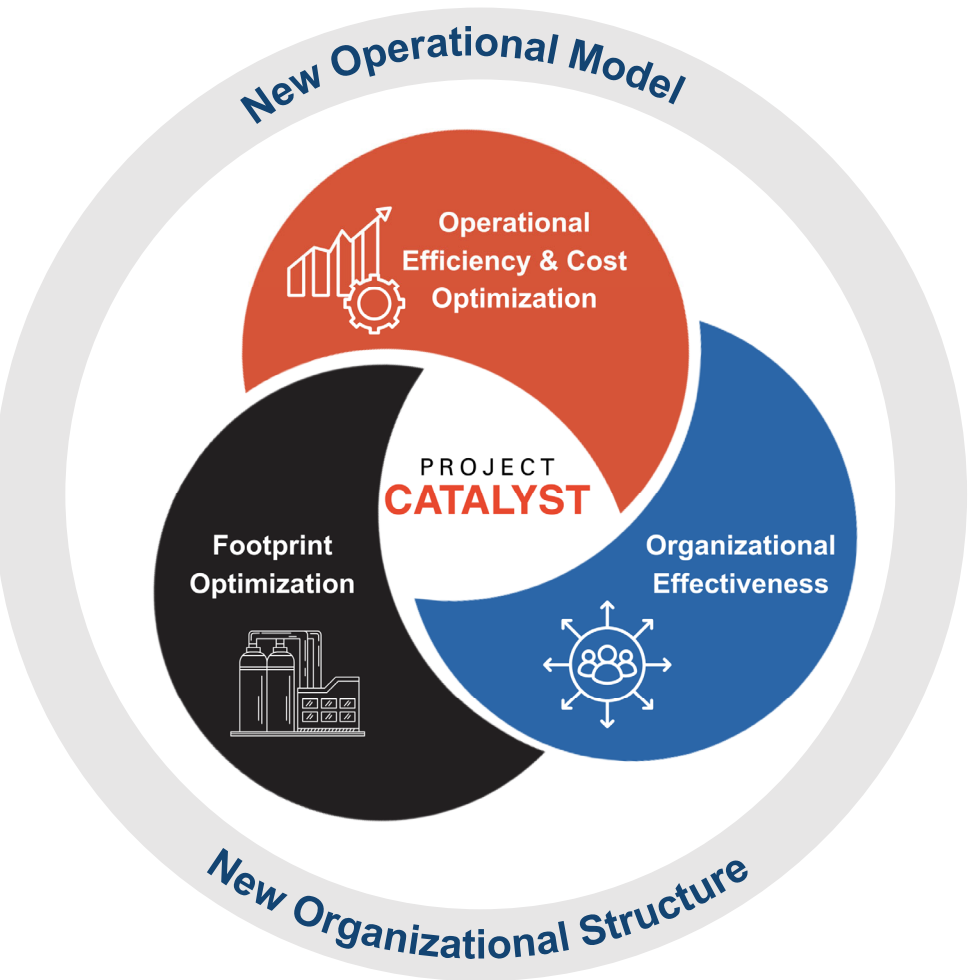 New Operational Model
Operational
Efficiency & Cost
Optimization
PROJECT
CATALYST
Footprint
Optimization
Organizational
Effectiveness
New Organizational Structure